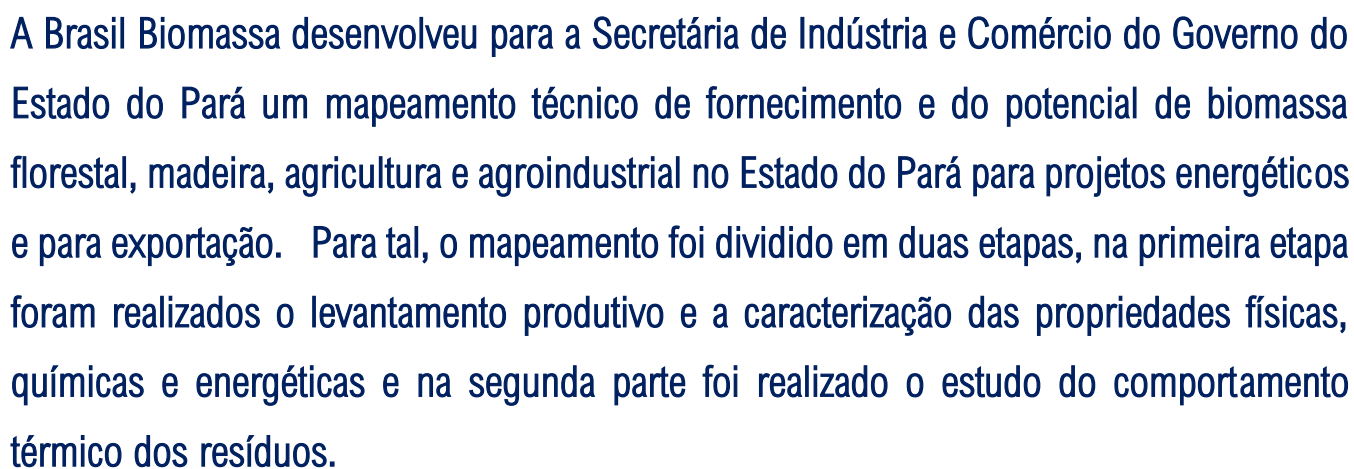 A Brasil Biomassa desenvolveu para a Secretária de Indústria e Comércio do Governo do
Estado do Pará um mapeamento técnico de fornecimento e do potencial de biomassa
florestal, madeira, agricultura e agroindustrial no Estado do Pará para projetos energéticos
e para exportação.   Para tal, o mapeamento foi dividido em duas etapas, na primeira etapa
foram realizados o levantamento produtivo e a caracterização das propriedades físicas,
químicas e energéticas e na segunda parte foi realizado o estudo do comportamento
térmico dos resíduos.